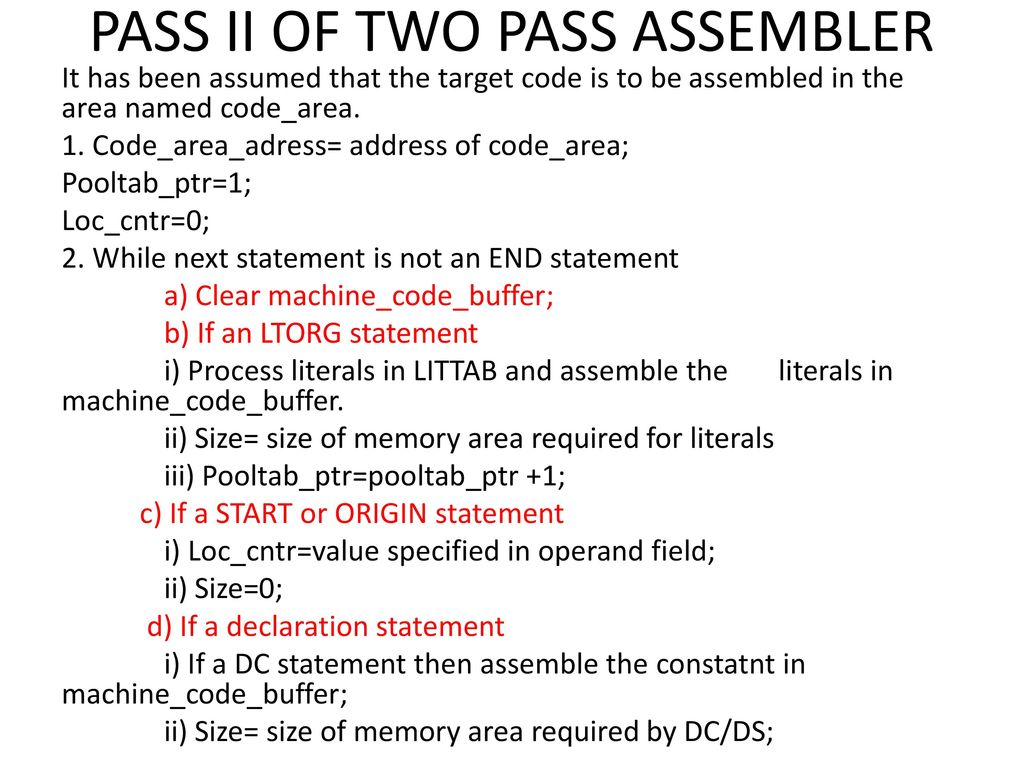 PASS II OF TWO PASS ASSEMBLER
It has been assumed that the target code is to be assembled in the
area named code_area.
1. Code_area_adress= address of code_area;
Pooltab_ptr=1;
Loc_cntr=0;
2. While next statement is not an END statement
a) Clear machine_code_buffer;
b) If an LTORG statement
i) Process literals in LITTAB and assemble the literals in
machine_code_buffer.
ii) Size= size of memory area required for literals
iii) Pooltab_ptr=pooltab_ptr +1;
c) If a START or ORIGIN statement
i) Loc_cntr=value specified in operand field;
ii) Size=0;
d) If a declaration statement
i) If a DC statement then assemble the constatnt in
machine_code_buffer;
ii) Size= size of memory area required by DC/DS;